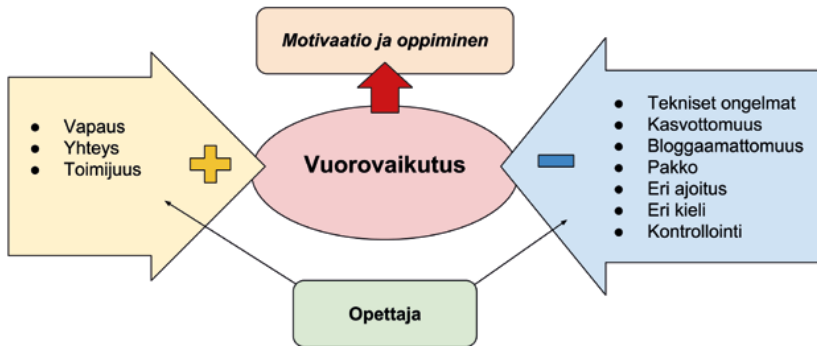 Motivaatio ja oppiminen
● Vapaus
● Yhteys
● Toimijuus
Vuorovaikutus
● Tekniset ongelmat
● Kasvottomuus
● Bloggaamattomuus
● Pakko
● Eri ajoitus
● Eri kieli
● Kontrollointi
Opettaja